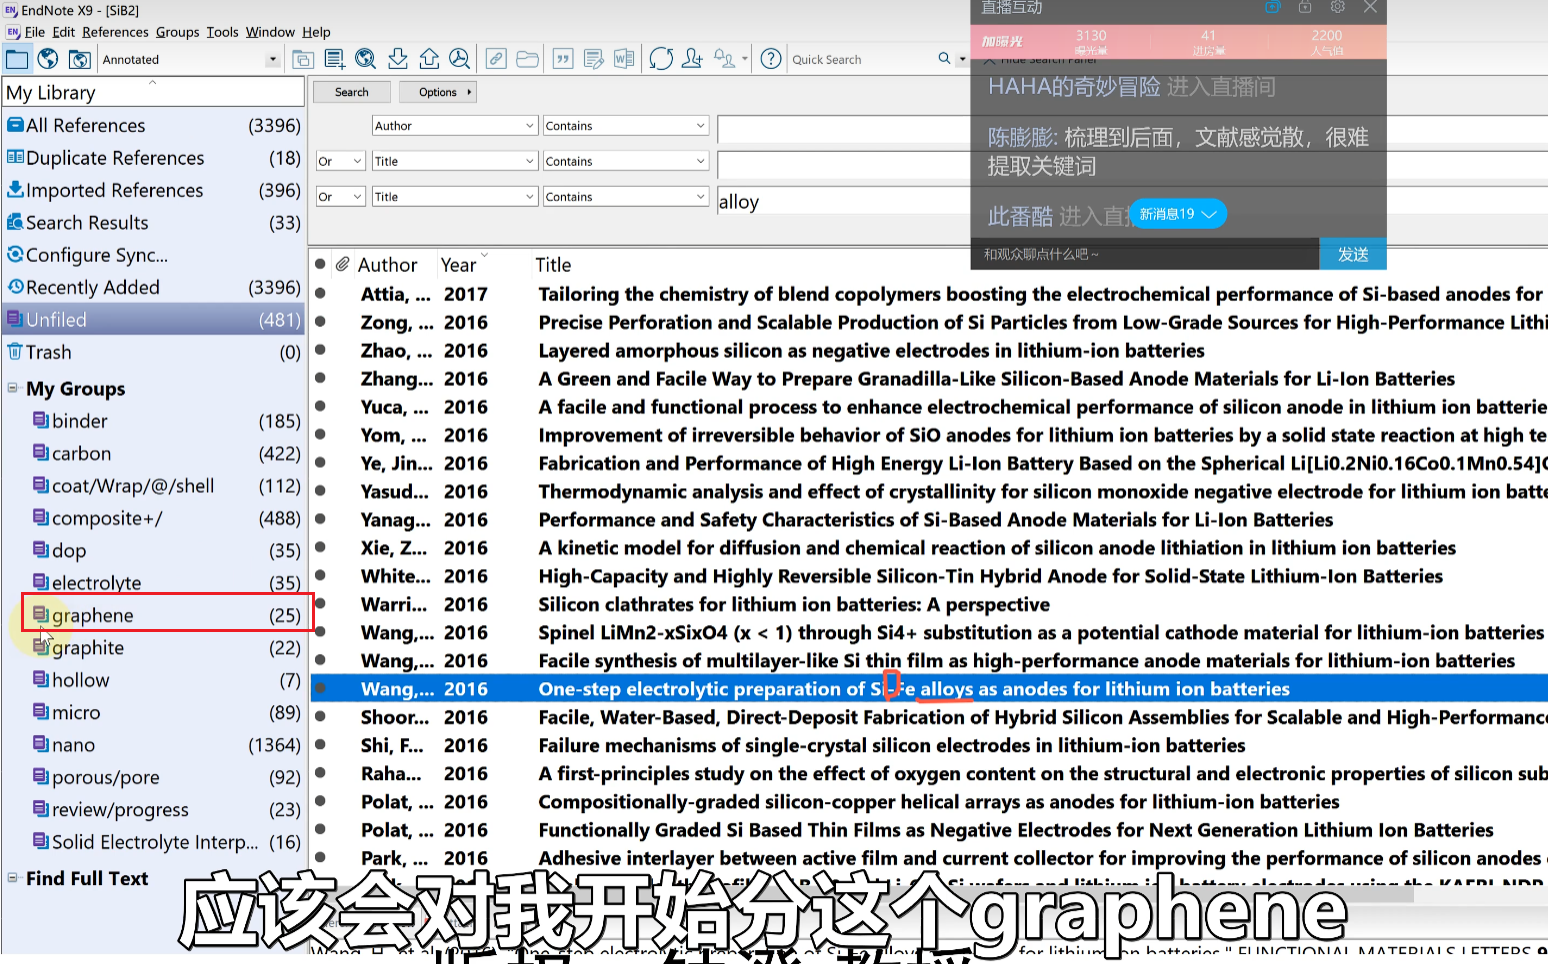 EndNote X9 - [SiB2]
File Edit References Groups Tools Window Help
Annotated
Quick Search
Hide Search Panel
直播互动
加曝光
3130 曝光量
41 进房量
2200 人气值
HAHA的奇妙冒险 进入直播间
陈膨膨: 梳理到后面，文献感觉散，很难
提取关键词
此番酷 进入直播
新消息19
和观众聊点什么吧～
发送
My Library
All References (3396)
Duplicate References (18)
Imported References (396)
Search Results (33)
Configure Sync...
Recently Added (3396)
Unfiled (481)
Trash (0)
My Groups
binder (185)
carbon (422)
coat/Wrap/@/shell (112)
composite+/ (488)
dop (35)
electrolyte (35)
graphene (25)
graphite (22)
hollow (7)
micro (89)
nano (1364)
porous/pore (92)
review/progress (23)
Solid Electrolyte Interp... (16)
Find Full Text
Search Options
Author Contains
Or Title Contains
Or Title Contains alloy
Author Year Title
Attia, ... 2017 Tailoring the chemistry of blend copolymers boosting the electrochemical performance of Si-based anodes for
Zong, ... 2016 Precise Perforation and Scalable Production of Si Particles from Low-Grade Sources for High-Performance Lithi
Zhao, ... 2016 Layered amorphous silicon as negative electrodes in lithium-ion batteries
Zhang... 2016 A Green and Facile Way to Prepare Granadilla-Like Silicon-Based Anode Materials for Li-Ion Batteries
Yuca, ... 2016 A facile and functional process to enhance electrochemical performance of silicon anode in lithium ion batterie
Yom, ... 2016 Improvement of irreversible behavior of SiO anodes for lithium ion batteries by a solid state reaction at high te
Ye, Jin... 2016 Fabrication and Performance of High Energy Li-Ion Battery Based on the Spherical Li[Li0.2Ni0.16Co0.1Mn0.54]O
Yasud... 2016 Thermodynamic analysis and effect of crystallinity for silicon monoxide negative electrode for lithium ion batte
Yanag... 2016 Performance and Safety Characteristics of Si-Based Anode Materials for Li-Ion Batteries
Xie, Z... 2016 A kinetic model for diffusion and chemical reaction of silicon anode lithiation in lithium ion batteries
White... 2016 High-Capacity and Highly Reversible Silicon-Tin Hybrid Anode for Solid-State Lithium-Ion Batteries
Warri... 2016 Silicon clathrates for lithium ion batteries: A perspective
Wang,... 2016 Spinel LiMn2-xSixO4 (x < 1) through Si4+ substitution as a potential cathode material for lithium-ion batteries
Wang,... 2016 Facile synthesis of multilayer-like Si thin film as high-performance anode materials for lithium-ion batteries
Wang,... 2016 One-step electrolytic preparation of Si-Fe alloys as anodes for lithium ion batteries
Shoor... 2016 Facile, Water-Based, Direct-Deposit Fabrication of Hybrid Silicon Assemblies for Scalable and High-Performance
Shi, F... 2016 Failure mechanisms of single-crystal silicon electrodes in lithium-ion batteries
Raha... 2016 A first-principles study on the effect of oxygen content on the structural and electronic properties of silicon sub
Polat, ... 2016 Compositionally-graded silicon-copper helical arrays as anodes for lithium-ion batteries
Polat, ... 2016 Functionally Graded Si Based Thin Films as Negative Electrodes for Next Generation Lithium Ion Batteries
Park, ... 2016 Adhesive interlayer between active film and current collector for improving the performance of silicon anodes
应该会对我开始分这个graphene